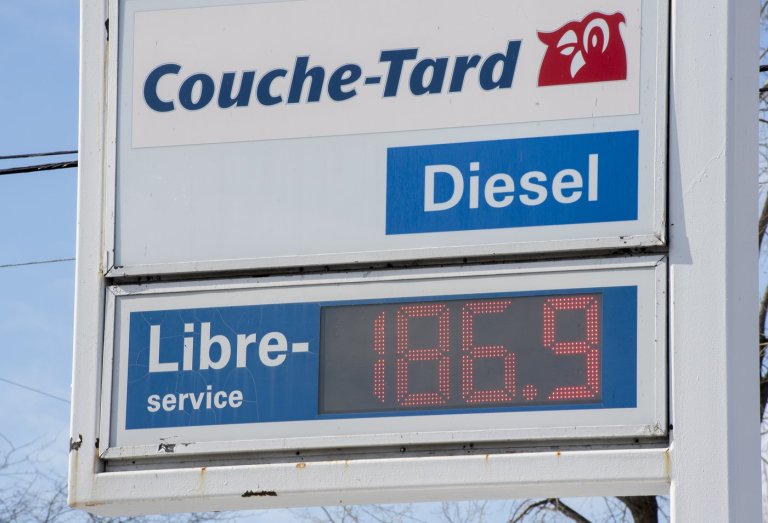 Couche-Tard
Diesel
Libre-
service
186.9